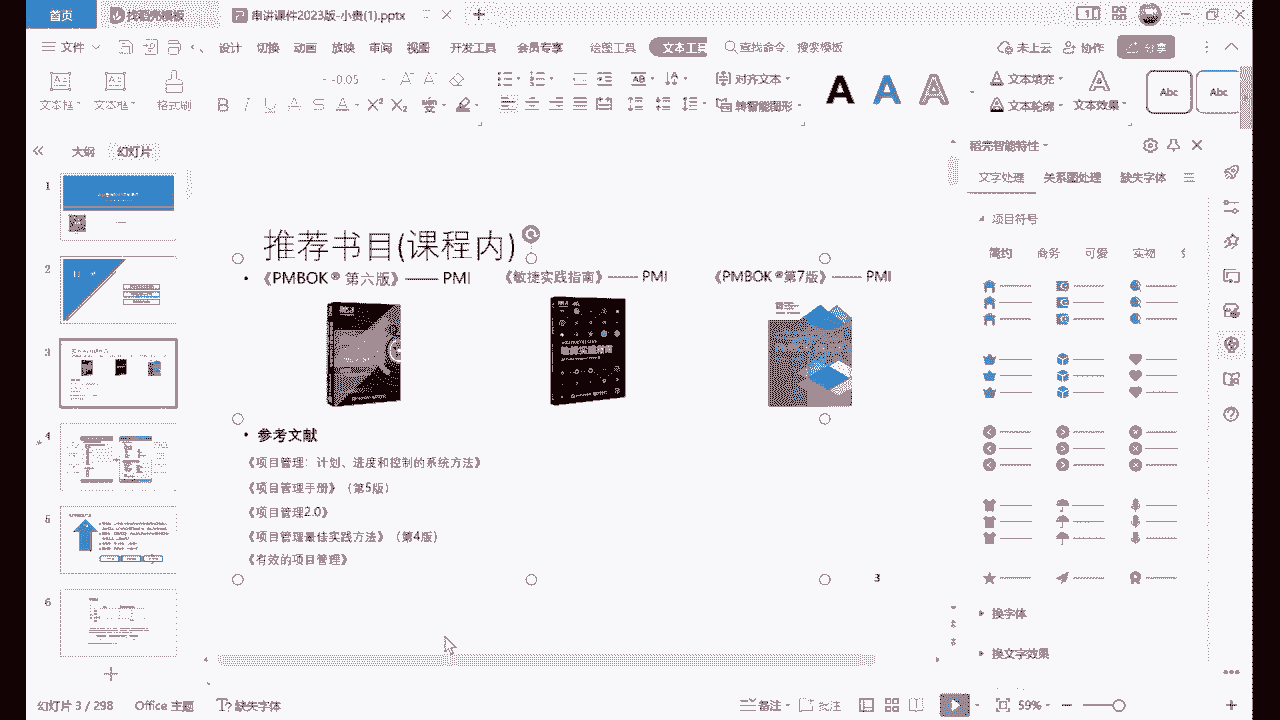 首页 找稻壳模板 串讲课件2023版-小贵(1).pptx
文件 设计 切换 动画 放映 审阅 视图 开发工具 会员专享 绘图工具 文本工具 查找命令、搜索模板 未上云 协作 分享
文本框 文本框 格式刷 -0.05 对齐文本 转智能图形 文本填充 文本轮廓 文本效果 Abc Abc
大纲 幻灯片
1
2
3
4
5
6
推荐书目(课程内)
• 《PMBOK® 第六版》—— PMI 《敏捷实践指南》—— PMI 《PMBOK®第7版》—— PMI
• 参考文献
《项目管理：计划、进度和控制的系统方法》
《项目管理手册》（第5版）
《项目管理2.0》
《项目管理最佳实践方法》（第4版）
《有效的项目管理》
3
稻壳智能特性
文字处理 关系图处理 缺失字体
项目符号
简约 商务 可爱 实物
换字体
换文字效果
幻灯片 3 / 298 Office 主题 缺失字体 备注 批注 59%